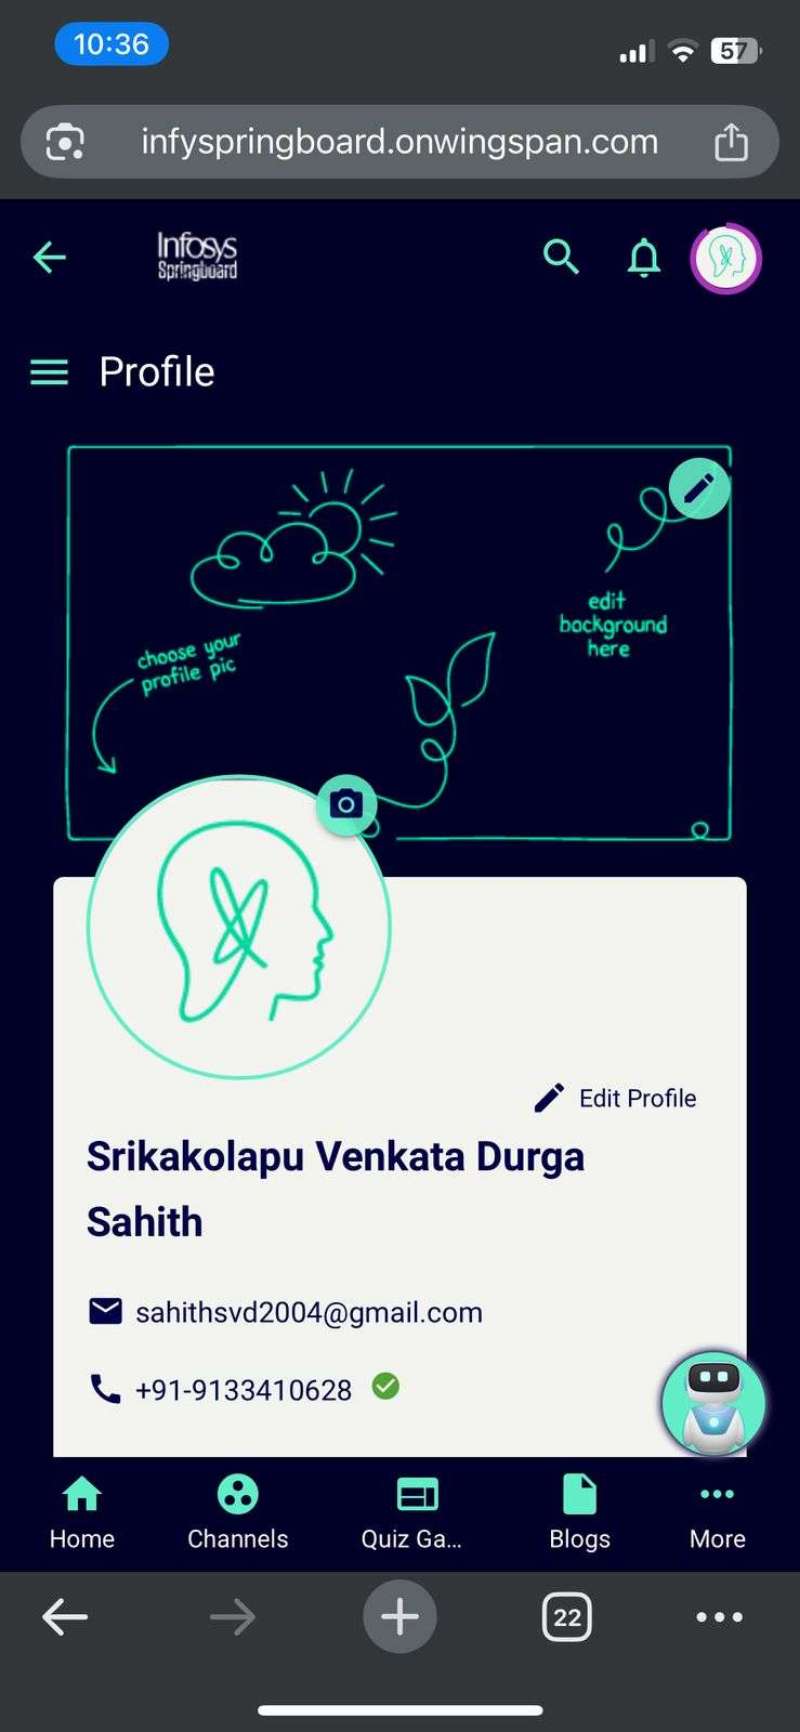 10:36
57
infyspringboard.onwingspan.com
Infosys
Springboard
Profile
edit
background
here
choose your
profile pic
Edit Profile
Srikakolapu Venkata Durga
Sahith
sahithsvd2004@gmail.com
+91-9133410628
Home Channels Quiz Ga... Blogs More
22